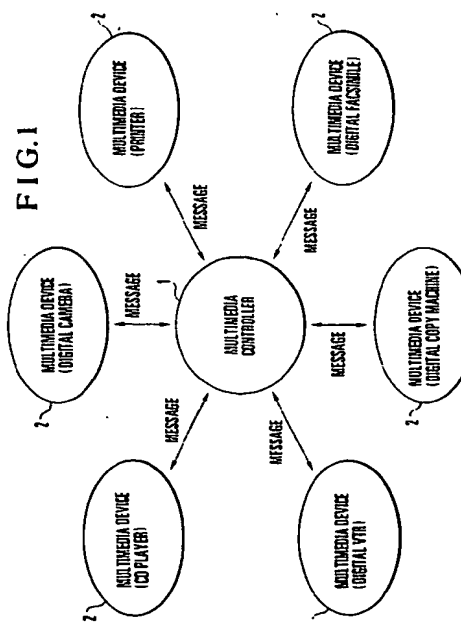 FIG.1
2
MULTIMEDIA DEVICE
(DIGITAL CAMERA)
2
MULTIMEDIA DEVICE
(CD PLAYER)
2
MULTIMEDIA DEVICE
(PRINTER)
MESSAGE
MESSAGE
MESSAGE
1
MULTIMEDIA
CONTROLLER
MESSAGE
MESSAGE
MESSAGE
MULTIMEDIA DEVICE
(DIGITAL VTR)
2
MULTIMEDIA DEVICE
(DIGITAL COPY MACHINE)
2
MULTIMEDIA DEVICE
(DIGITAL FACSIMILE)